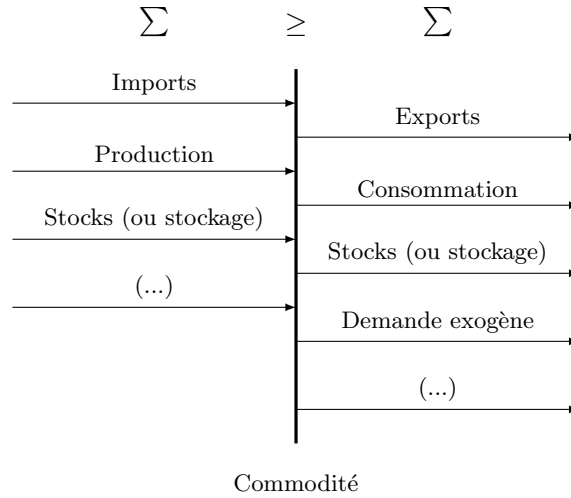 ∑ ≥ ∑
Imports
Exports
Production
Consommation
Stocks (ou stockage)
Stocks (ou stockage)
(...)
Demande exogène
(...)
Commodité